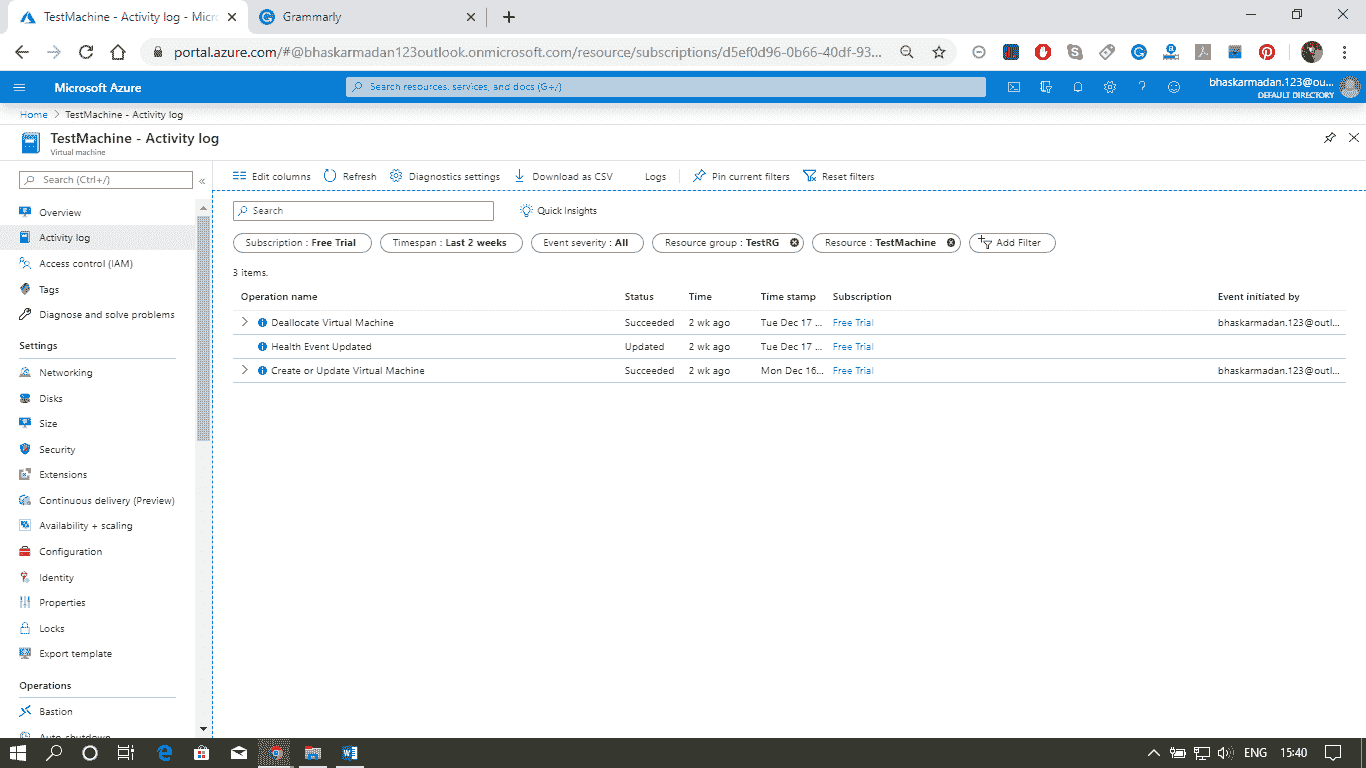 TestMachine - Activity log - Micr
Grammarly
portal.azure.com/#@bhaskarmadan123outlook.onmicrosoft.com/resource/subscriptions/d5ef0d96-0b66-40df-93...
Microsoft Azure
Search resources, services, and docs (G+/)
bhaskarmadan.123@ou...
DEFAULT DIRECTORY
Home > TestMachine - Activity log
TestMachine - Activity log
Virtual machine
Search (Ctrl+/)
«
Overview
Activity log
Access control (IAM)
Tags
Diagnose and solve problems
Settings
Networking
Disks
Size
Security
Extensions
Continuous delivery (Preview)
Availability + scaling
Configuration
Identity
Properties
Locks
Export template
Operations
Bastion
Auto-shutdown
Edit columns Refresh Diagnostics settings Download as CSV Logs Pin current filters Reset filters
Search Quick Insights
Subscription : Free Trial Timespan : Last 2 weeks Event severity : All Resource group : TestRG Resource : TestMachine Add Filter
3 items.
Operation name Status Time Time stamp Subscription Event initiated by
Deallocate Virtual Machine Succeeded 2 wk ago Tue Dec 17 ... Free Trial bhaskarmadan.123@outl...
Health Event Updated Updated 2 wk ago Tue Dec 17 ... Free Trial
Create or Update Virtual Machine Succeeded 2 wk ago Mon Dec 16... Free Trial bhaskarmadan.123@outl...
ENG 15:40